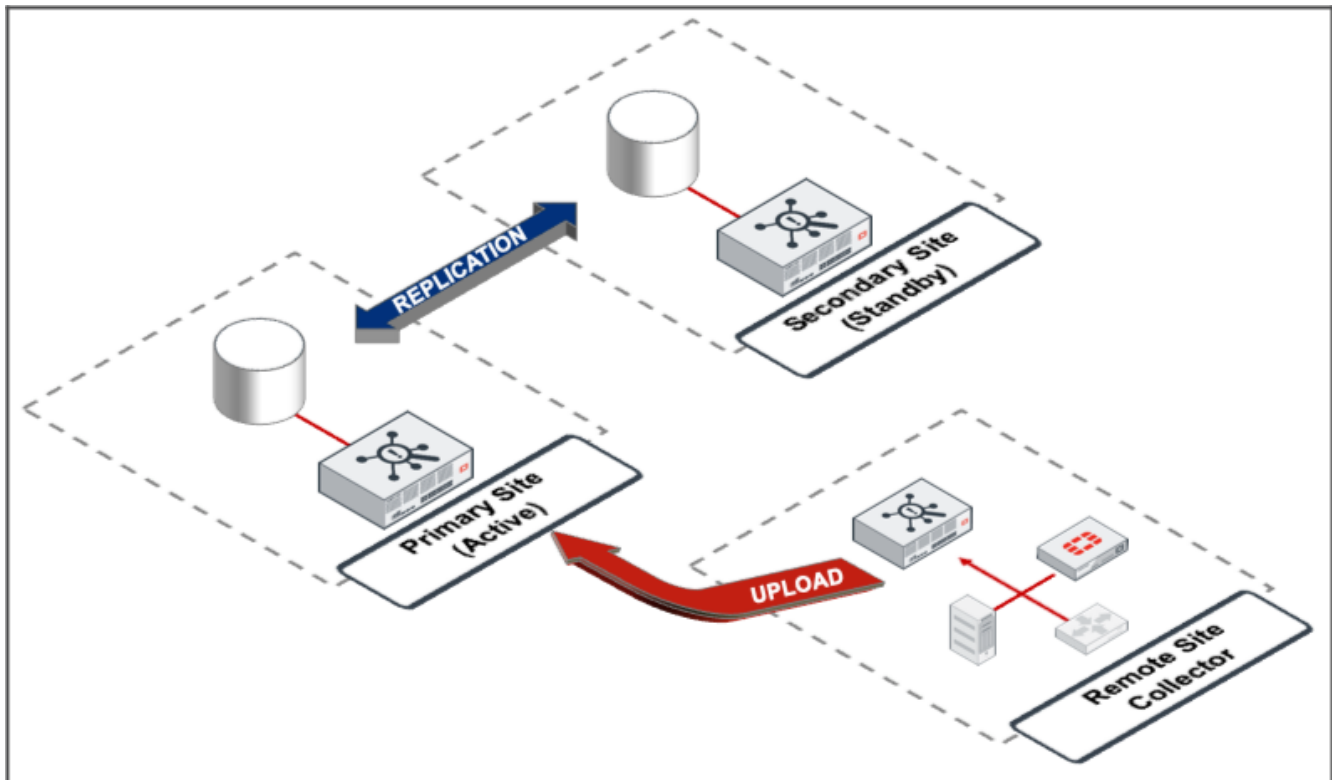 Secondary Site
(Standby)
REPLICATION
Primary Site
(Active)
UPLOAD
Remote Site
Collector